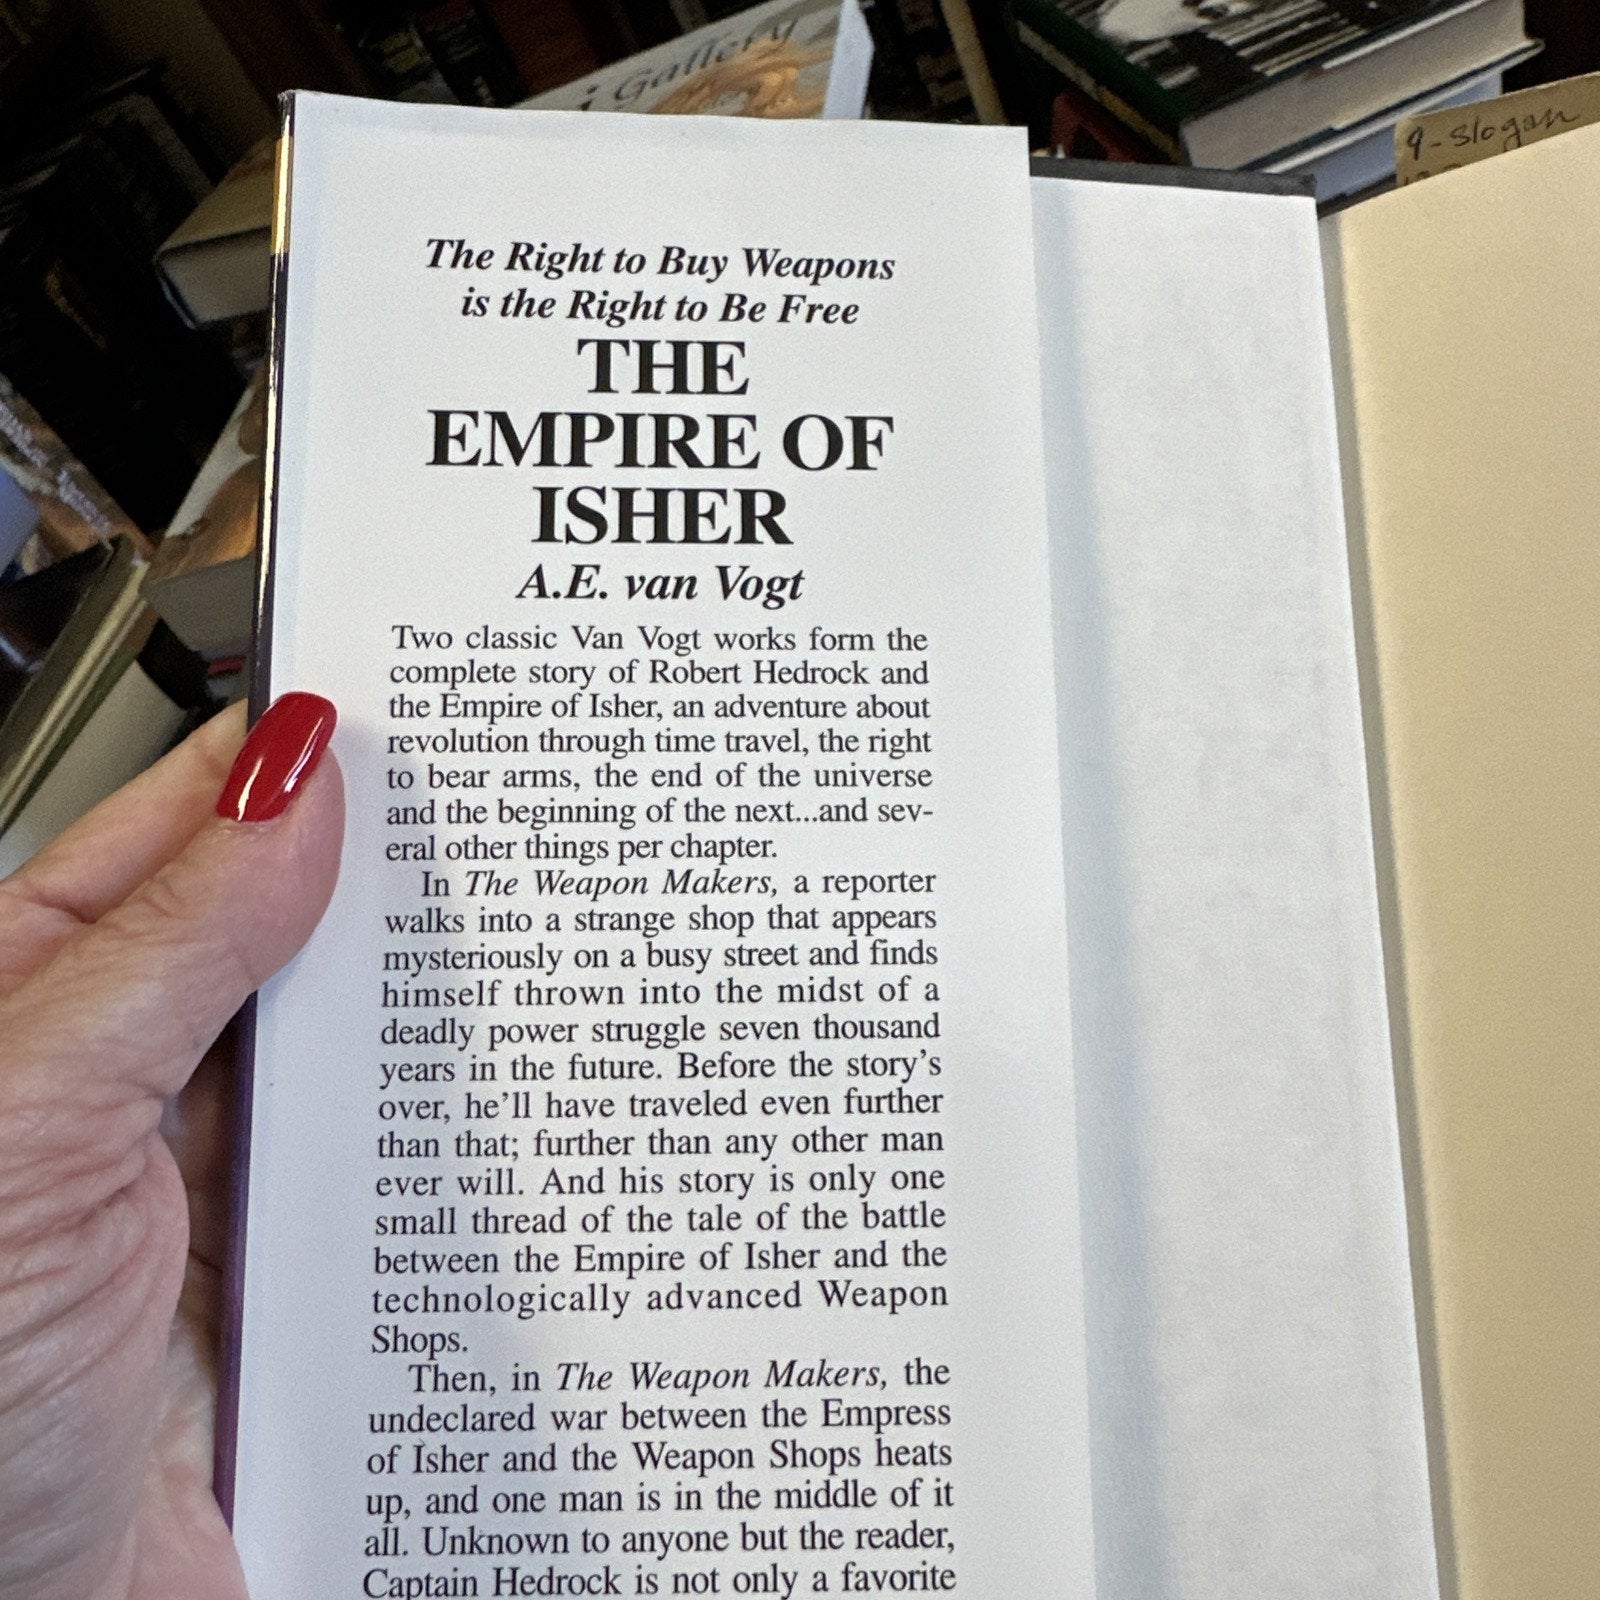 Gallery
9-Slogan
The Right to Buy Weapons
is the Right to Be Free
THE
EMPIRE OF
ISHER
A.E. van Vogt
Two classic Van Vogt works form the
complete story of Robert Hedrock and
the Empire of Isher, an adventure about
revolution through time travel, the right
to bear arms, the end of the universe
and the beginning of the next...and sev-
eral other things per chapter.
In The Weapon Makers, a reporter
walks into a strange shop that appears
mysteriously on a busy street and finds
himself thrown into the midst of a
deadly power struggle seven thousand
years in the future. Before the story's
over, he'll have traveled even further
than that; further than any other man
ever will. And his story is only one
small thread of the tale of the battle
between the Empire of Isher and the
technologically advanced Weapon
Shops.
Then, in The Weapon Makers, the
undeclared war between the Empress
of Isher and the Weapon Shops heats
up, and one man is in the middle of it
all. Unknown to anyone but the reader,
Captain Hedrock is not only a favorite